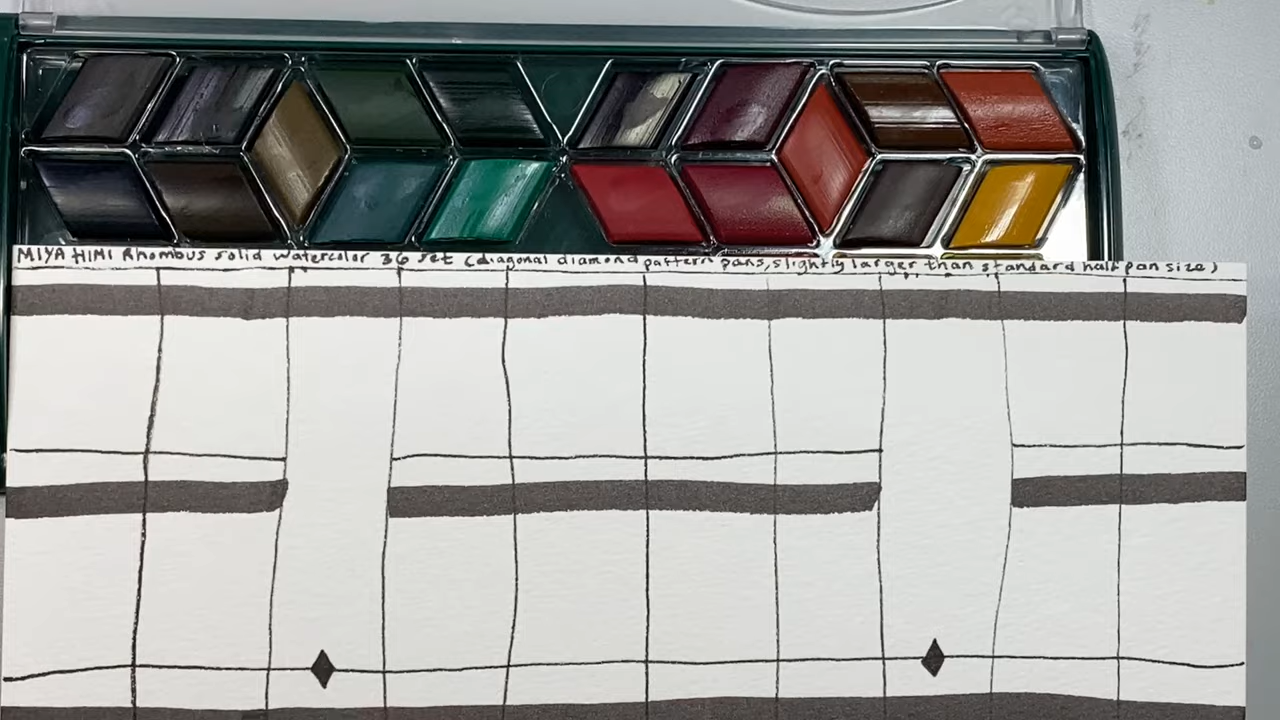 MIYA HIMI Rhombus solid watercolor 36 set (diagonal diamond pattern pans, slightly larger than standard half pan size)